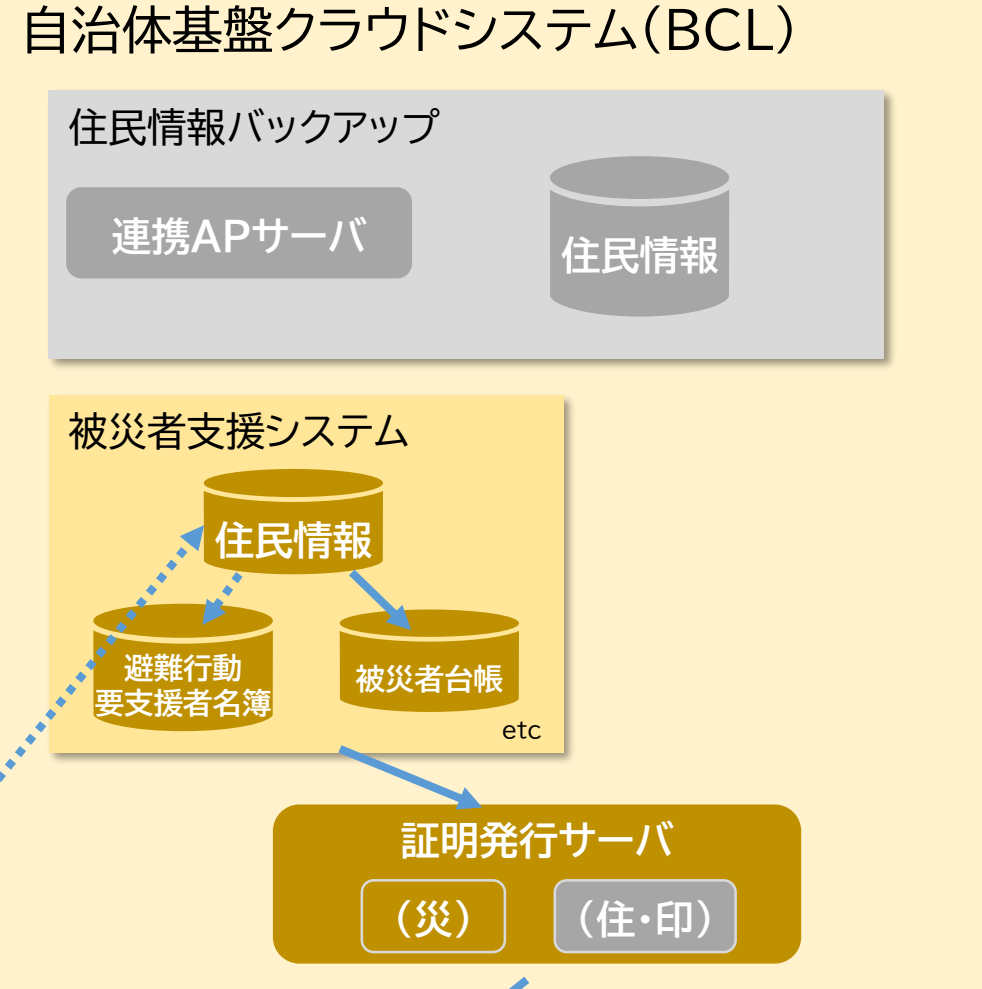 自治体基盤クラウドシステム(BCL)
住民情報バックアップ
連携APサーバ
住民情報
被災者支援システム
住民情報
避難行動
要支援者名簿
被災者台帳
etc
証明発行サーバ
(災)
(住・印)